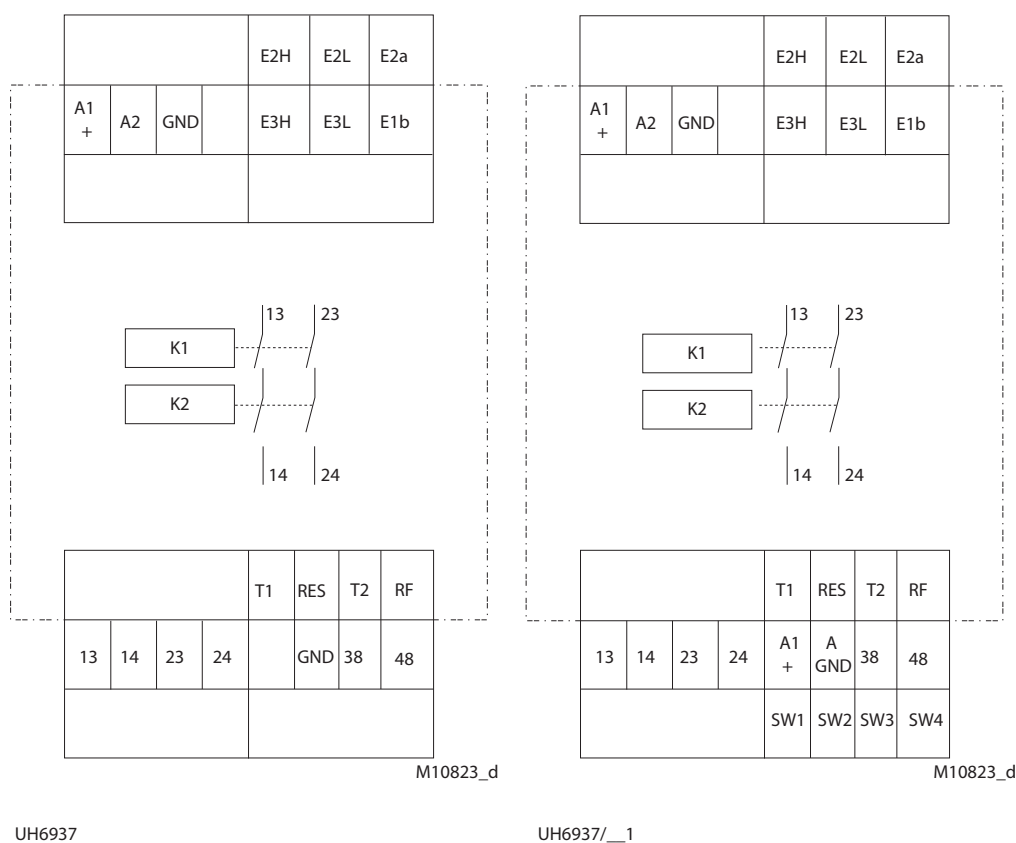 E2H E2L E2a
A1 + A2 GND E3H E3L E1b
13 23
K1
K2
14 24
T1 RES T2 RF
13 14 23 24 GND 38 48
M10823_d
UH6937
E2H E2L E2a
A1 + A2 GND E3H E3L E1b
13 23
K1
K2
14 24
T1 RES T2 RF
13 14 23 24 A1 + A GND 38 48
SW1 SW2 SW3 SW4
M10823_d
UH6937/__1